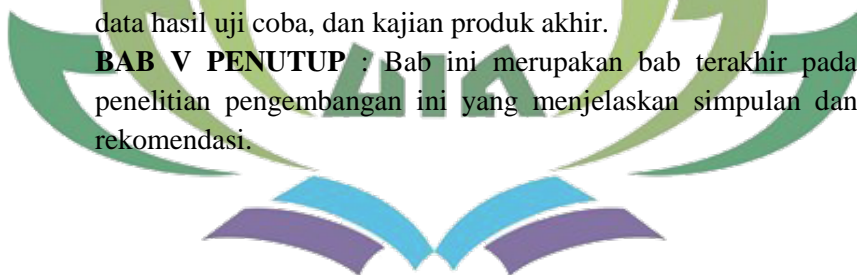 data hasil uji coba, dan kajian produk akhir.
BAB V PENUTUP : Bab ini merupakan bab terakhir pada
penelitian pengembangan ini yang menjelaskan simpulan dan
rekomendasi.